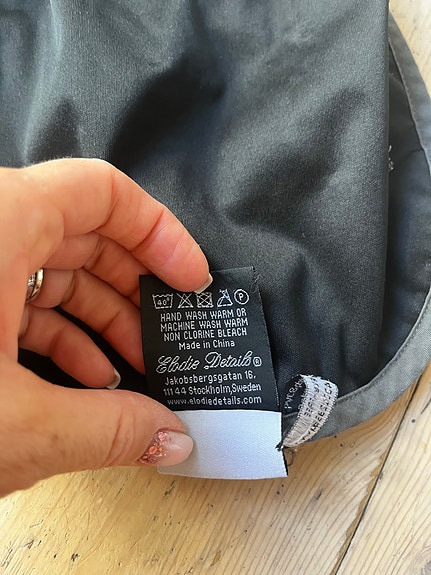 40°
P
HAND WASH WARM OR
MACHINE WASH WARM
NON CLORINE BLEACH
Made in China
Elodie Details®
Jakobsbergsgatan 16,
111 44 Stockholm,Sweden
www.elodiedetails.com